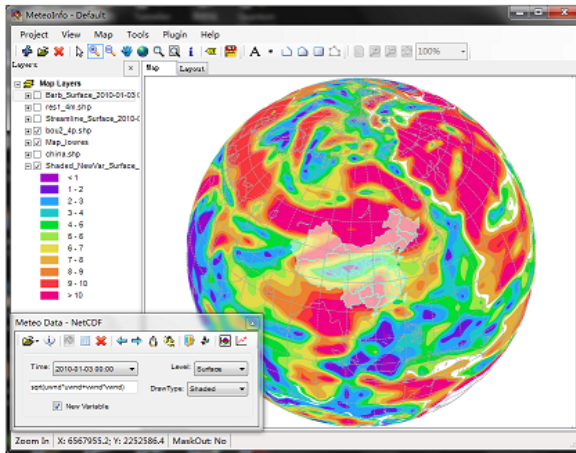 MeteoInfo - Default
Project View Map Tools Plugin Help
100%
Layers
Map Layout
Map Layers
Barb_Surface_2010-01-03
res1_4m.shp
Streamline_Surface_2010-
bou2_4p.shp
Map_lowres
china.shp
Shaded_NewVar_Surface_
< 1
1 - 2
2 - 3
3 - 4
4 - 5
5 - 6
6 - 7
7 - 8
8 - 9
9 - 10
> 10
Meteo Data - NetCDF
Time: 2010-01-03 00:00 Level: Surface
sqrt(uwnd*uwnd+vwnd*vwnd) DrawType: Shaded
New Variable
Zoom In X: 6567955.2; Y: 2252586.4 MaskOut: No